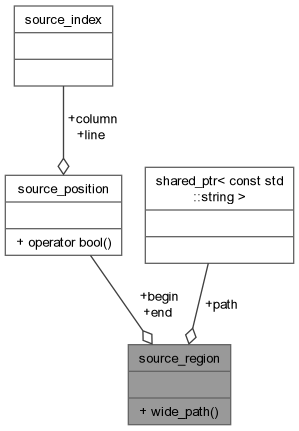 source_index
+column
+line
source_position
+ operator bool()
shared_ptr< const std
::string >
+begin
+end
+path
source_region
+ wide_path()